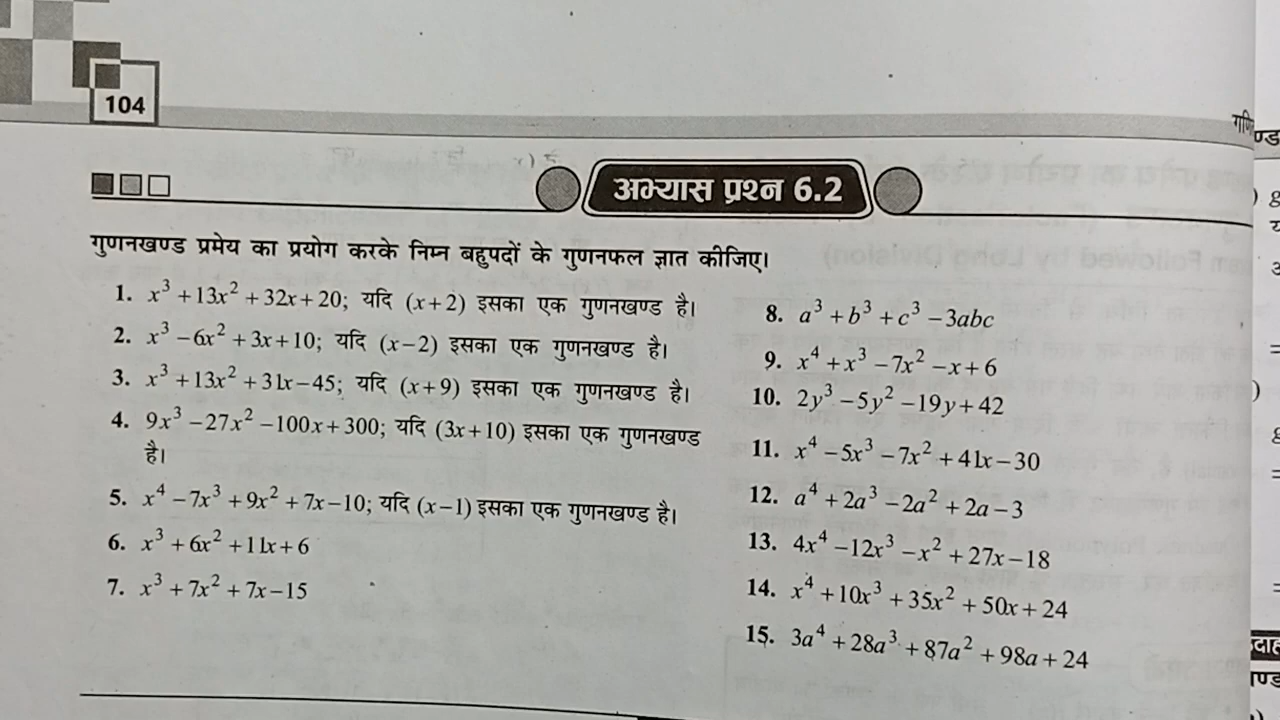 104
गणि
अभ्यास प्रश्न 6.2
गुणनखण्ड प्रमेय का प्रयोग करके निम्न बहुपदों के गुणनफल ज्ञात कीजिए।
1. x³ +13x² + 32x + 20; यदि (x + 2) इसका एक गुणनखण्ड है।
2. x³ − 6x² + 3x + 10; यदि (x − 2) इसका एक गुणनखण्ड है।
3. x³ + 13x² + 31x − 45; यदि (x + 9) इसका एक गुणनखण्ड है।
4. 9x³ − 27x² − 100x + 300; यदि (3x + 10) इसका एक गुणनखण्ड
है।
5. x⁴ − 7x³ + 9x² + 7x − 10; यदि (x − 1) इसका एक गुणनखण्ड है।
6. x³ + 6x² + 11x + 6
7. x³ + 7x² + 7x − 15
8. a³ + b³ + c³ − 3abc
9. x⁴ + x³ − 7x² − x + 6
10. 2y³ − 5y² − 19y + 42
11. x⁴ − 5x³ − 7x² + 41x − 30
12. a⁴ + 2a³ − 2a² + 2a − 3
13. 4x⁴ − 12x³ − x² + 27x − 18
14. x⁴ + 10x³ + 35x² + 50x + 24
15. 3a⁴ + 28a³ + 87a² + 98a + 24